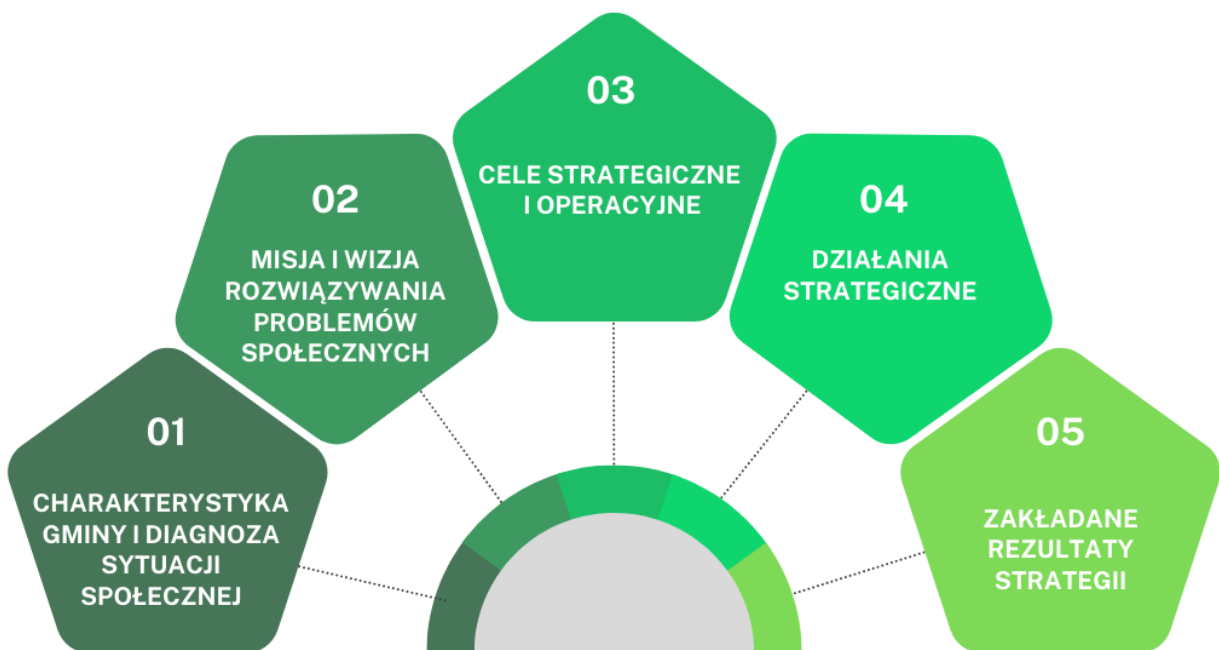 01
CHARAKTERYSTYKA
GMINY I DIAGNOZA
SYTUACJI
SPOŁECZNEJ
02
MISJA I WIZJA
ROZWIĄZYWANIA
PROBLEMÓW
SPOŁECZNYCH
03
CELE STRATEGICZNE
I OPERACYJNE
04
DZIAŁANIA
STRATEGICZNE
05
ZAKŁADANE
REZULTATY
STRATEGII